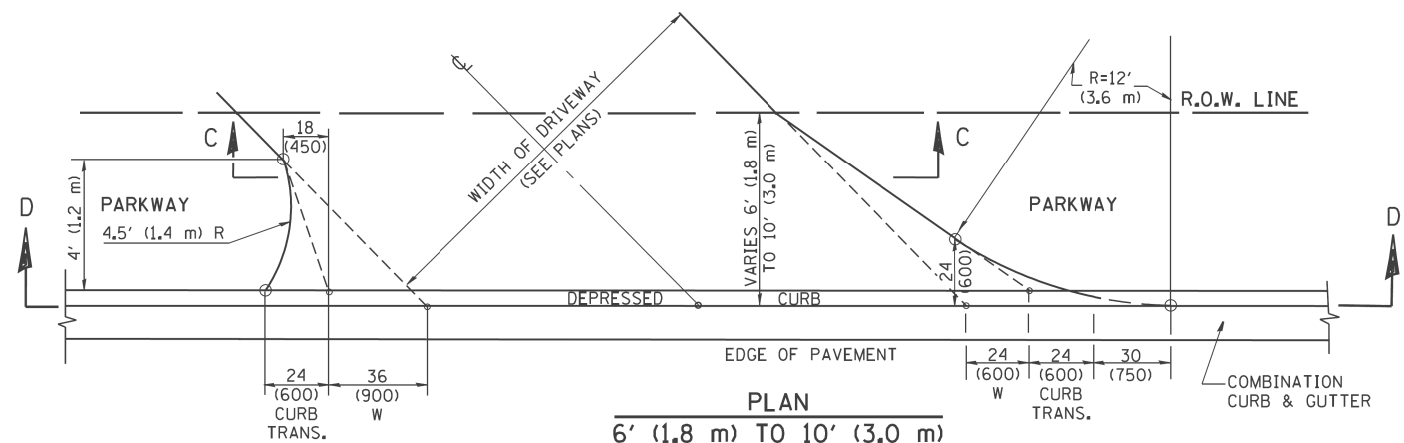 ℄
R=12'
(3.6 m)
R.O.W. LINE
C
18
(450)
WIDTH OF DRIVEWAY
(SEE PLANS)
C
VARIES 6' (1.8 m)
TO 10' (3.0 m)
D
4' (1.2 m)
PARKWAY
4.5' (1.4 m) R
PARKWAY
D
24
(600)
DEPRESSED CURB
EDGE OF PAVEMENT
24
(600)
CURB
TRANS.
36
(900)
W
24
(600)
W
24
(600)
CURB
TRANS.
30
(750)
COMBINATION
CURB & GUTTER
PLAN
6' (1.8 m) TO 10' (3.0 m)